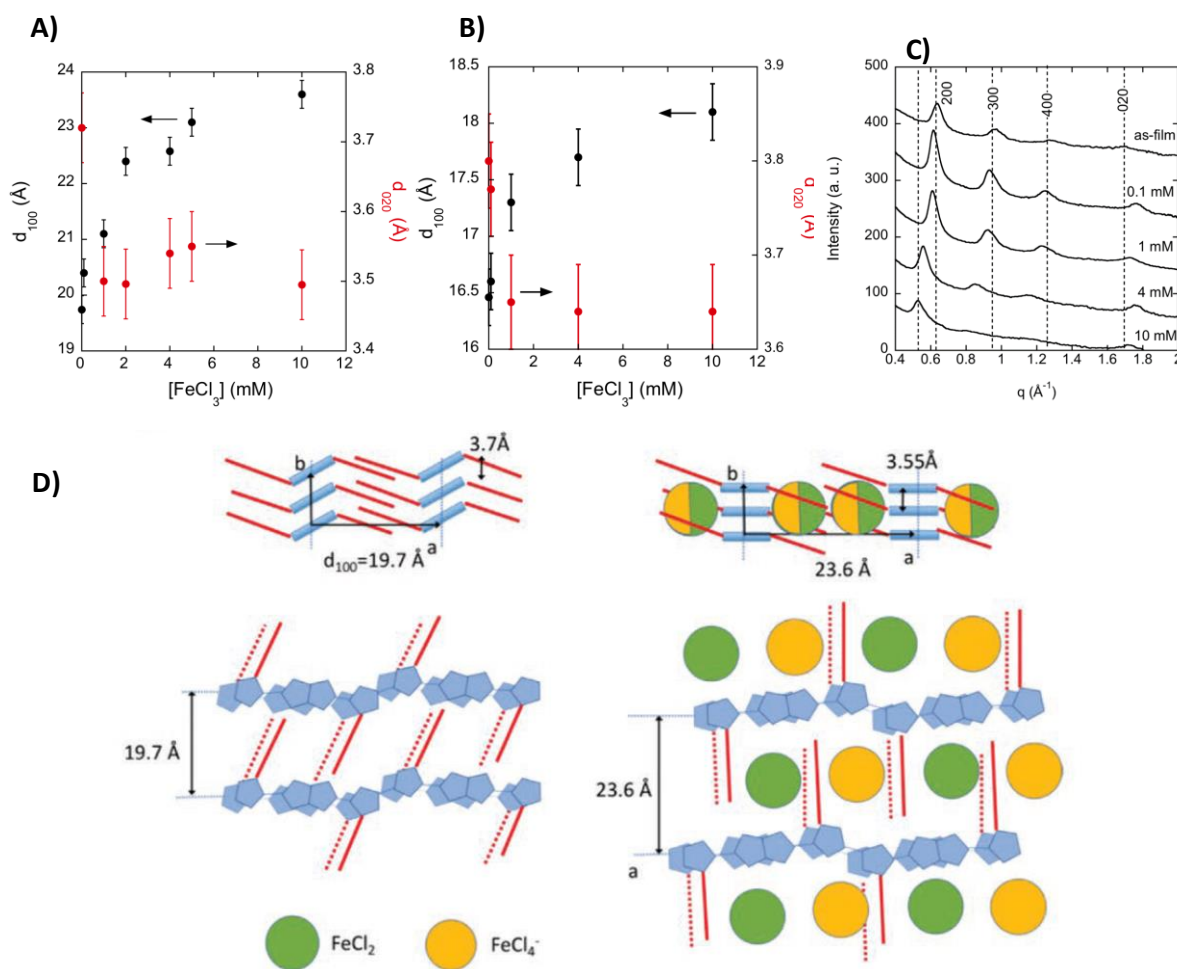 A)
24
23
22
21
20
19
d100 (Å)
3.8
3.7
3.6
3.5
3.4
d020 (Å)
0 2 4 6 8 10 12
[FeCl3] (mM)
B)
18.5
18
17.5
17
16.5
16
d100 (Å)
3.9
3.8
3.7
3.6
d020 (Å)
0 2 4 6 8 10 12
[FeCl3] (mM)
C)
500
400
300
200
100
0
Intensity (a. u.)
200
300
400
020
as-film
0.1 mM
1 mM
4 mM
10 mM
0.4 0.6 0.8 1 1.2 1.4 1.6 1.8 2
q (Å-1)
D)
b
3.7Å
a
d100=19.7 Å
b
3.55Å
a
23.6 Å
19.7 Å
23.6 Å
a
FeCl2
FeCl4-